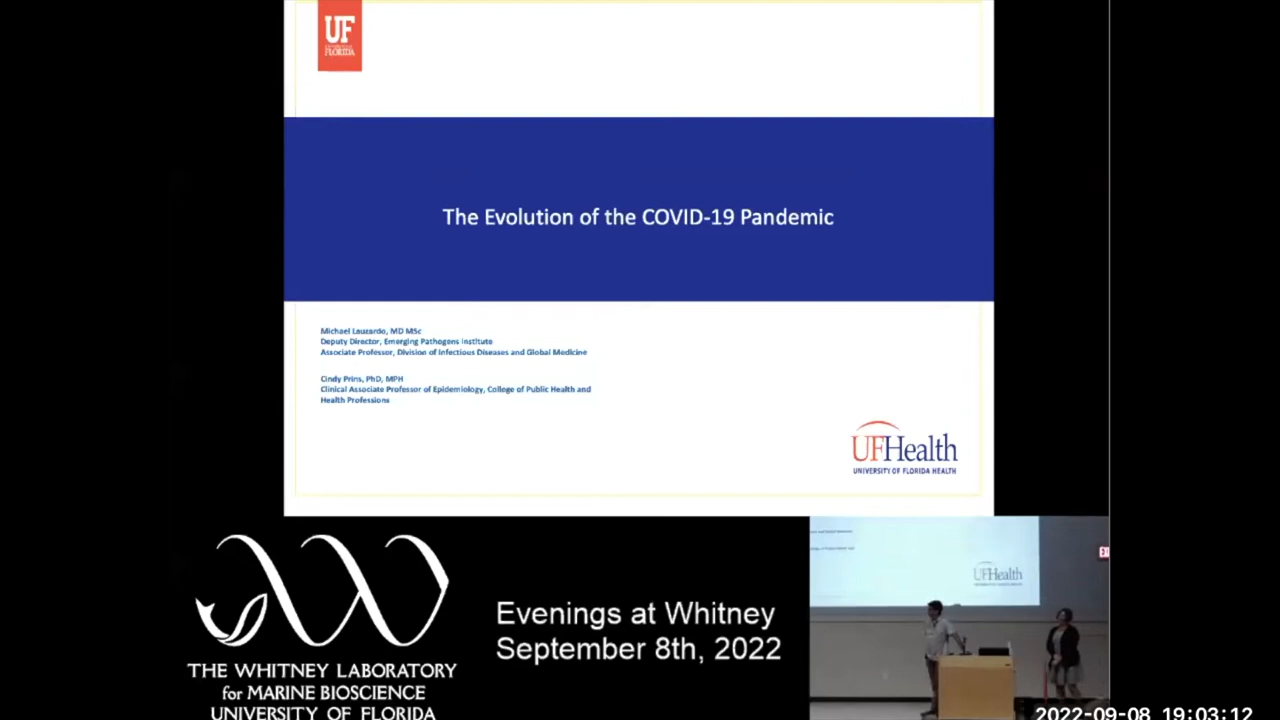 UF
UNIVERSITY of
FLORIDA
The Evolution of the COVID-19 Pandemic
Michael Lauzardo, MD MSc
Deputy Director, Emerging Pathogens Institute
Associate Professor, Division of Infectious Diseases and Global Medicine
Cindy Prins, PhD, MPH
Clinical Associate Professor of Epidemiology, College of Public Health and
Health Professions
UFHealth
UNIVERSITY OF FLORIDA HEALTH
THE WHITNEY LABORATORY
for MARINE BIOSCIENCE
UNIVERSITY OF FLORIDA
Evenings at Whitney
September 8th, 2022
UFHealth
2022-09-08 19:03:12